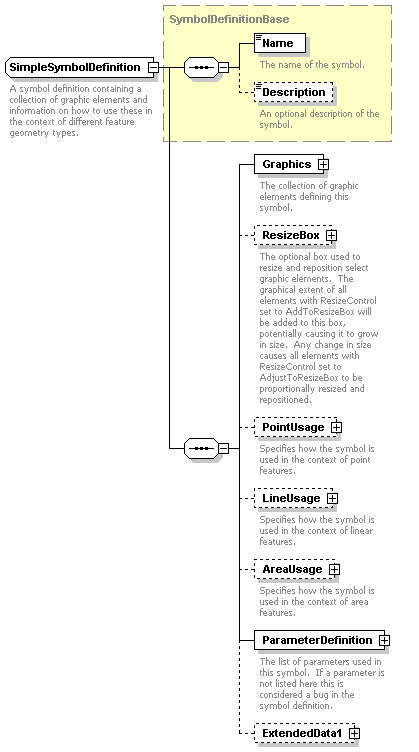 SymbolDefinitionBase
SimpleSymbolDefinition
A symbol definition containing a
collection of graphic elements and
information on how to use these in
the context of different feature
geometry types.
Name
The name of the symbol.
Description
An optional description of the
symbol.
Graphics
The collection of graphic
elements defining this
symbol.
ResizeBox
The optional box used to
resize and reposition select
graphic elements.  The
graphical extent of all
elements with ResizeControl
set to AddToResizeBox will
be added to this box,
potentially causing it to grow
in size.  Any change in size
causes all elements with
ResizeControl set to
AdjustToResizeBox to be
proportionally resized and
repositioned.
PointUsage
Specifies how the symbol is
used in the context of point
features.
LineUsage
Specifies how the symbol is
used in the context of linear
features.
AreaUsage
Specifies how the symbol is
used in the context of area
features.
ParameterDefinition
The list of parameters used in
this symbol.  If a parameter is
not listed here this is
considered a bug in the
symbol definition.
ExtendedData1